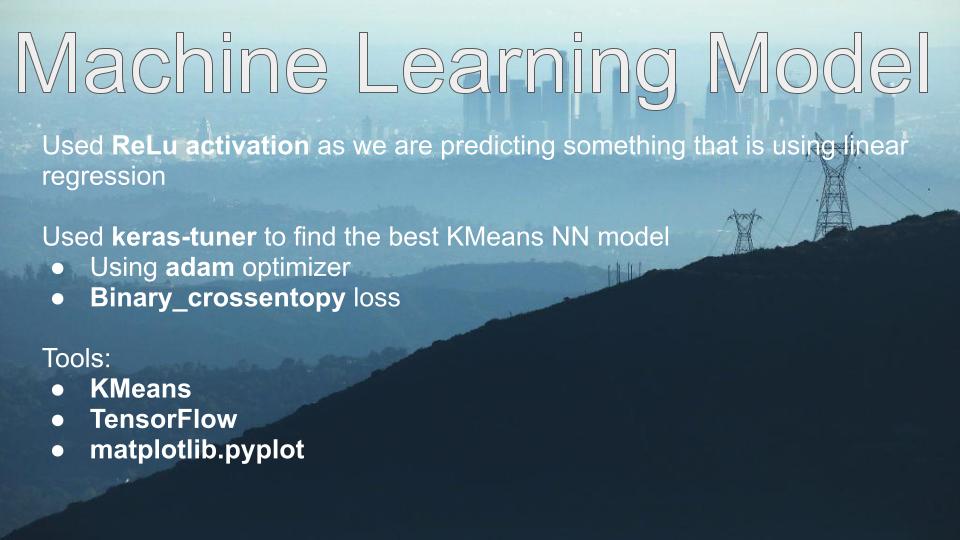 Machine Learning Model
Used ReLu activation as we are predicting something that is using linear
regression
Used keras-tuner to find the best KMeans NN model
● Using adam optimizer
● Binary_crossentopy loss
Tools:
● KMeans
● TensorFlow
● matplotlib.pyplot